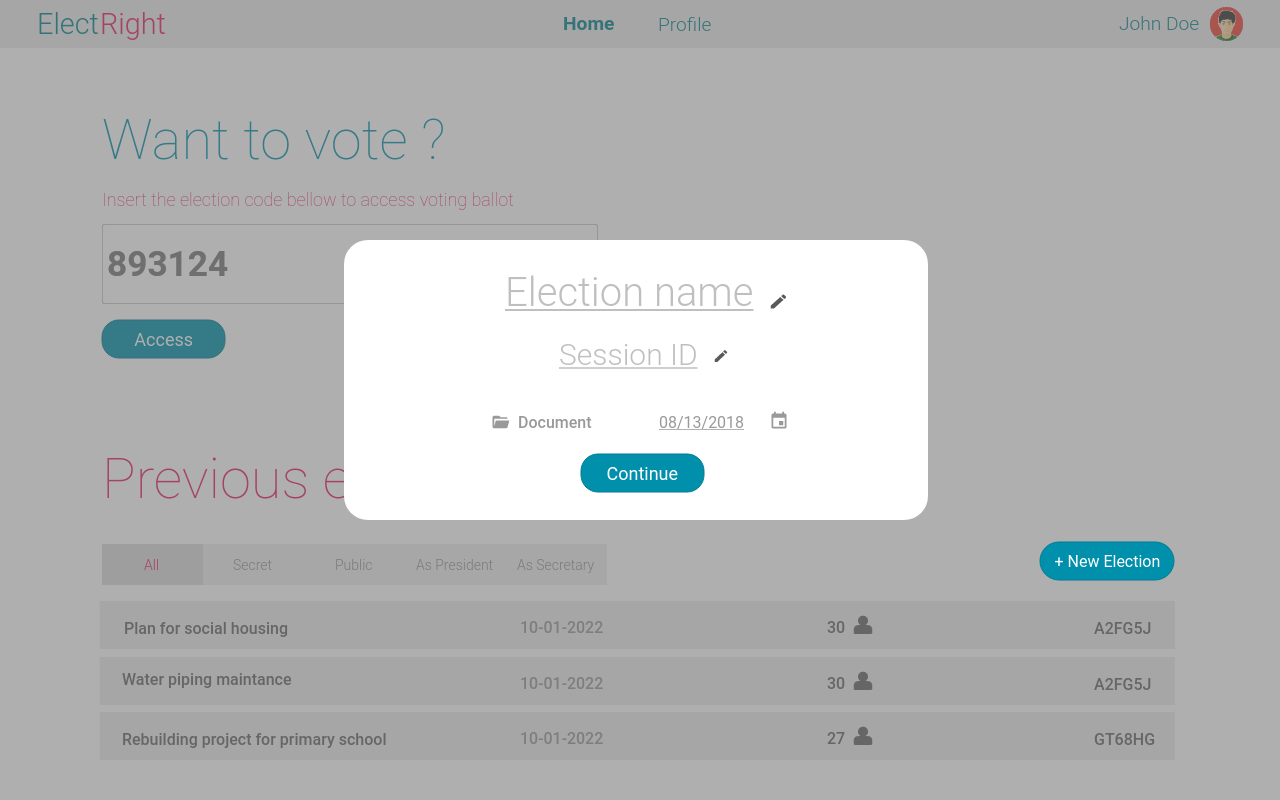 ElectRight Home Profile John Doe
Want to vote ?
Insert the election code bellow to access voting ballot
893124
Access
Election name
Session ID
Document 08/13/2018
Continue
Previous e
All Secret Public As President As Secretary
+ New Election
Plan for social housing 10-01-2022 30 A2FG5J
Water piping maintance 10-01-2022 30 A2FG5J
Rebuilding project for primary school 10-01-2022 27 GT68HG